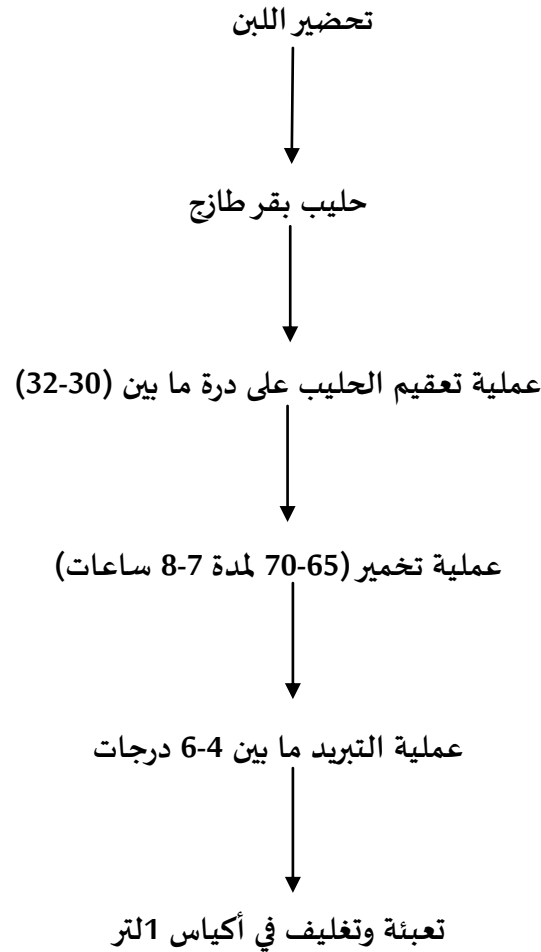 تحضير اللبن
حليب بقر طازج
عملية تعقيم الحليب على درة ما بين (30-32)
عملية تخمير (65-70 لمدة 7-8 ساعات)
عملية التبريد ما بين 4-6 درجات
تعبئة وتغليف في أكياس 1لتر